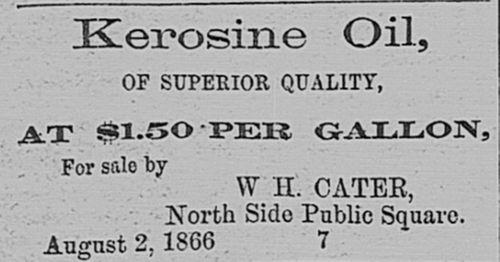 Kerosine Oil,
OF SUPERIOR QUALITY,
AT $1.50 PER GALLON,
For sale by
W H. CATER,
North Side Public Square.
August 2, 1866 7